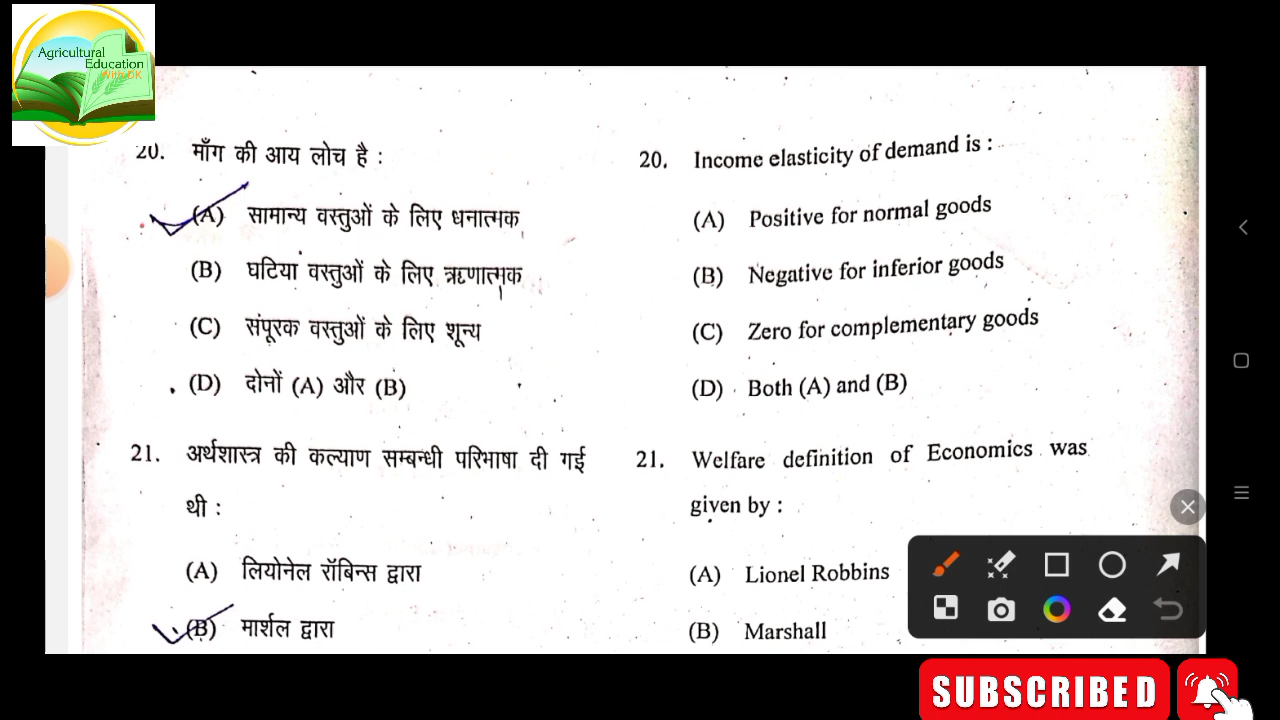 Agricultural
Education
With DK
20. माँग की आय लोच है :
(A) सामान्य वस्तुओं के लिए धनात्मक
(B) घटिया वस्तुओं के लिए ऋणात्मक
(C) संपूरक वस्तुओं के लिए शून्य
(D) दोनों (A) और (B)
21. अर्थशास्त्र की कल्याण सम्बन्धी परिभाषा दी गई
थी :
(A) लियोनेल रॉबिन्स द्वारा
(B) मार्शल द्वारा
20. Income elasticity of demand is :
(A) Positive for normal goods
(B) Negative for inferior goods
(C) Zero for complementary goods
(D) Both (A) and (B)
21. Welfare definition of Economics was
given by :
(A) Lionel Robbins
(B) Marshall
SUBSCRIBED